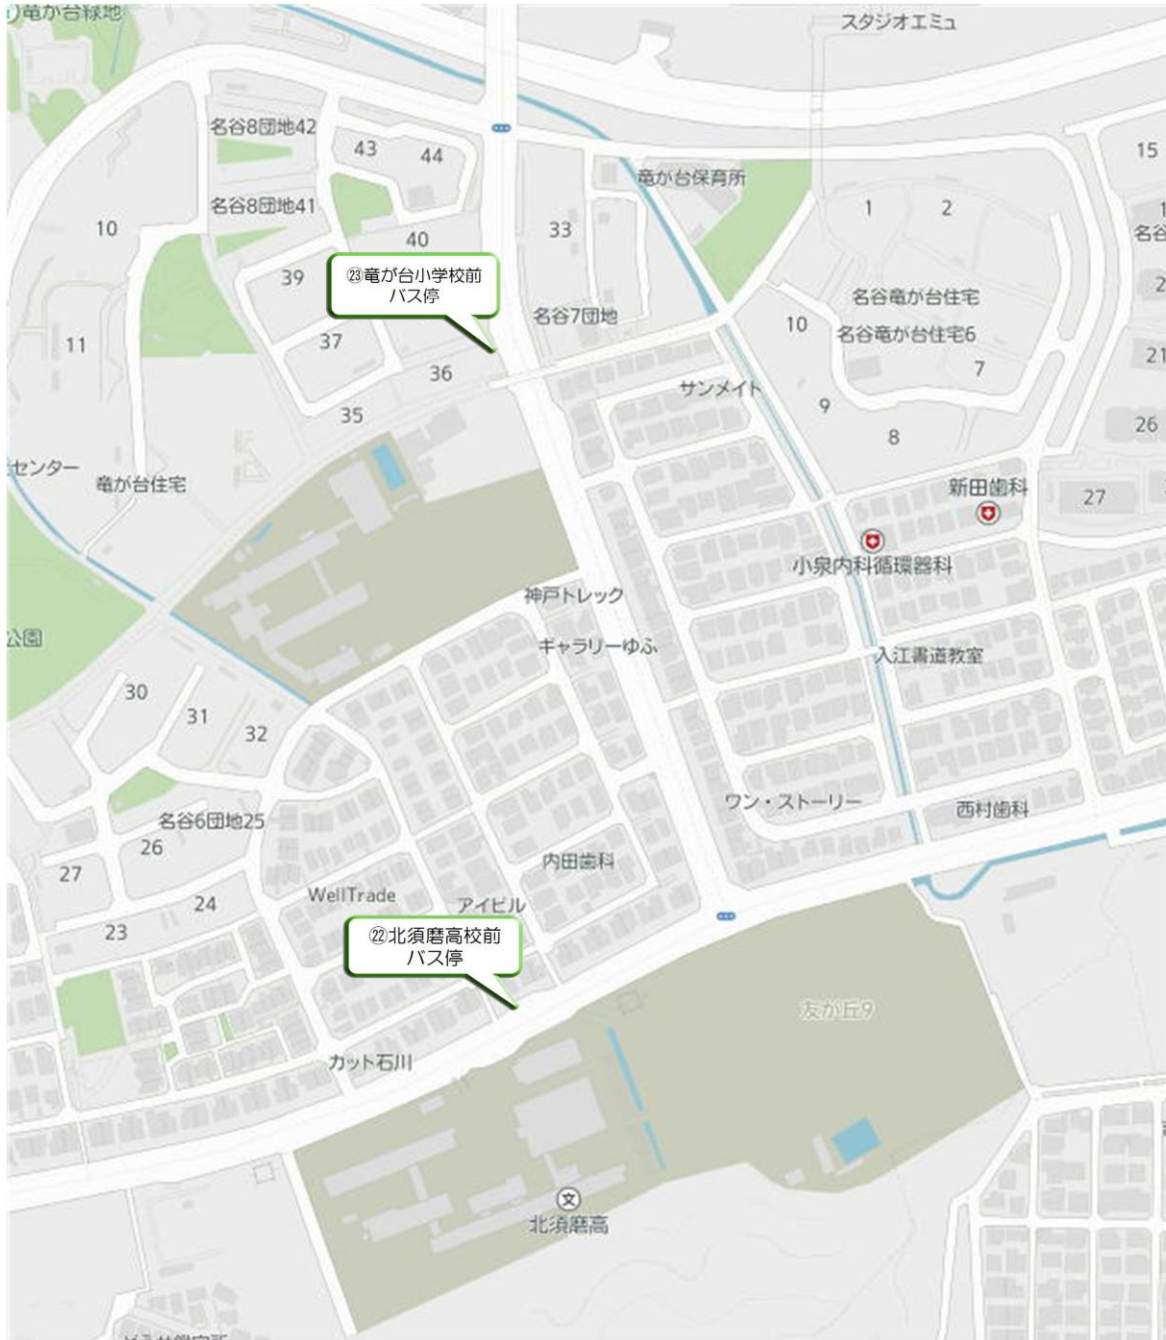 竜が台緑地
スタジオエミュ
名谷8団地42
43
44
15
竜が台保育所
名谷8団地41
1
2
10
33
40
39
㉓竜が台小学校前
バス停
名谷竜が台住宅
名谷7団地
10
名谷竜が台住宅6
11
37
21
36
7
サンメイト
35
9
26
8
センター
竜が台住宅
新田歯科
27
小泉内科循環器科
神戸トレック
公園
ギャラリーゆふ
入江書道教室
30
31
32
ワン・ストーリー
西村歯科
名谷6団地25
26
内田歯科
27
WellTrade
24
アイビル
23
㉒北須磨高校前
バス停
友が丘9
カット石川
文
北須磨高